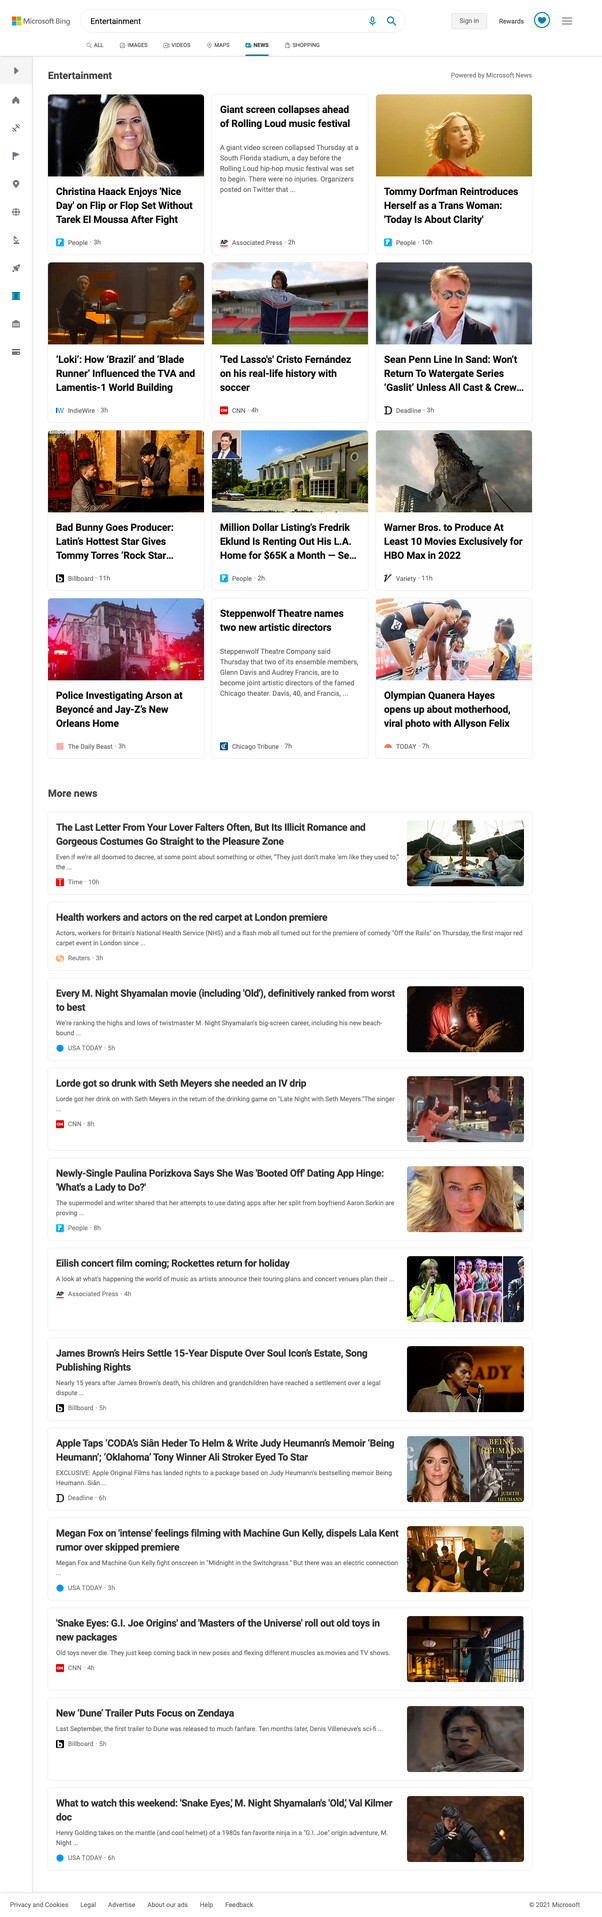 Microsoft Bing
Entertainment
Sign in
Rewards
ALL
IMAGES
VIDEOS
MAPS
NEWS
SHOPPING
Entertainment
Powered by Microsoft News
Christina Haack Enjoys 'Nice
Day' on Flip or Flop Set Without
Tarek El Moussa After Fight
People · 3h
Giant screen collapses ahead
of Rolling Loud music festival
A giant video screen collapsed Thursday at a
South Florida stadium, a day before the
Rolling Loud hip-hop music festival was set
to begin. There were no injuries. Organizers
posted on Twitter that ...
AP Associated Press · 2h
Tommy Dorfman Reintroduces
Herself as a Trans Woman:
'Today Is About Clarity'
People · 10h
'Loki': How 'Brazil' and 'Blade
Runner' Influenced the TVA and
Lamentis-1 World Building
IndieWire · 3h
'Ted Lasso's' Cristo Fernández
on his real-life history with
soccer
CNN · 4h
Sean Penn Line In Sand: Won't
Return To Watergate Series
'Gaslit' Unless All Cast & Crew...
Deadline · 3h
Bad Bunny Goes Producer:
Latin's Hottest Star Gives
Tommy Torres 'Rock Star...
Billboard · 11h
Million Dollar Listing's Fredrik
Eklund Is Renting Out His L.A.
Home for $65K a Month — Se...
People · 2h
Warner Bros. to Produce At
Least 10 Movies Exclusively for
HBO Max in 2022
Variety · 11h
Police Investigating Arson at
Beyoncé and Jay-Z's New
Orleans Home
The Daily Beast · 3h
Steppenwolf Theatre names
two new artistic directors
Steppenwolf Theatre Company said
Thursday that two of its ensemble members,
Glenn Davis and Audrey Francis, are to
become joint artistic directors of the famed
Chicago theater. Davis, 40, and Francis, ...
Chicago Tribune · 7h
Olympian Quanera Hayes
opens up about motherhood,
viral photo with Allyson Felix
TODAY · 7h
More news
The Last Letter From Your Lover Falters Often, But Its Illicit Romance and
Gorgeous Costumes Go Straight to the Pleasure Zone
Even if we're all doomed to decree, at some point about something or other, "They just don't make 'em like they used to,"
the ...
Time · 10h
Health workers and actors on the red carpet at London premiere
Actors, workers for Britain's National Health Service (NHS) and a flash mob all turned out for the premiere of comedy "Off the Rails" on Thursday, the first major red
carpet event in London since ...
Reuters · 3h
Every M. Night Shyamalan movie (including 'Old'), definitively ranked from worst
to best
We're ranking the highs and lows of twistmaster M. Night Shyamalan's big-screen career, including his new beach-
bound ...
USA TODAY · 5h
Lorde got so drunk with Seth Meyers she needed an IV drip
Lorde got her drink on with Seth Meyers in the return of the drinking game on "Late Night with Seth Meyers."The singer
...
CNN · 8h
Newly-Single Paulina Porizkova Says She Was 'Booted Off' Dating App Hinge:
'What's a Lady to Do?'
The supermodel and writer shared that her attempts to use dating apps after her split from boyfriend Aaron Sorkin are
proving ...
People · 8h
Eilish concert film coming; Rockettes return for holiday
A look at what's happening the world of music as artists announce their touring plans and concert venues plan their ...
AP Associated Press · 4h
James Brown's Heirs Settle 15-Year Dispute Over Soul Icon's Estate, Song
Publishing Rights
Nearly 15 years after James Brown's death, his children and grandchildren have reached a settlement over a legal
dispute ...
Billboard · 5h
ADY
Apple Taps 'CODA's Siân Heder To Helm & Write Judy Heumann's Memoir 'Being
Heumann'; 'Oklahoma' Tony Winner Ali Stroker Eyed To Star
EXCLUSIVE: Apple Original Films has landed rights to a package based on Judy Heumann's bestselling memoir Being
Heumann. Siân ...
Deadline · 6h
BEING
HEUMANN
JUDITH
HEUMANN
Megan Fox on 'intense' feelings filming with Machine Gun Kelly, dispels Lala Kent
rumor over skipped premiere
Megan Fox and Machine Gun Kelly fight onscreen in "Midnight in the Switchgrass." But there was an electric connection
...
USA TODAY · 3h
'Snake Eyes: G.I. Joe Origins' and 'Masters of the Universe' roll out old toys in
new packages
Old toys never die. They just keep coming back in new poses and flexing different muscles as movies and TV shows.
CNN · 4h
New 'Dune' Trailer Puts Focus on Zendaya
Last September, the first trailer to Dune was released to much fanfare. Ten months later, Denis Villeneuve's sci-fi ...
Billboard · 5h
What to watch this weekend: 'Snake Eyes,' M. Night Shyamalan's 'Old,' Val Kilmer
doc
Henry Golding takes on the mantle (and cool helmet) of a 1980s fan-favorite ninja in a "G.I. Joe" origin adventure, M.
Night ...
USA TODAY · 6h
Privacy and Cookies
Legal
Advertise
About our ads
Help
Feedback
© 2021 Microsoft